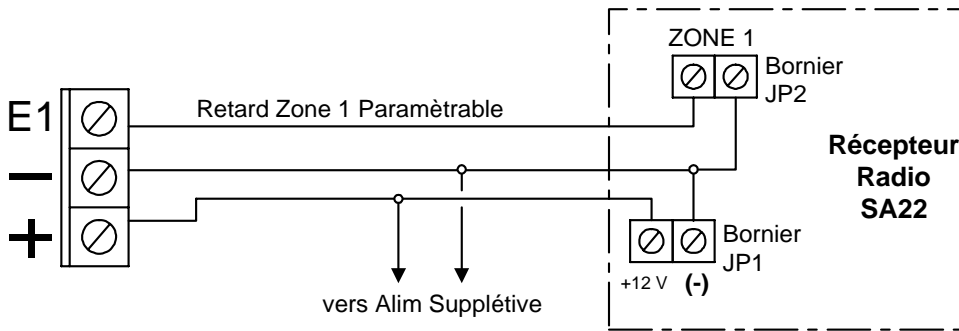 ZONE 1
Bornier
JP2
E1
Retard Zone 1 Paramètrable
−
+
Récepteur
Radio
SA22
Bornier
JP1
+12 V (-)
vers Alim Supplétive